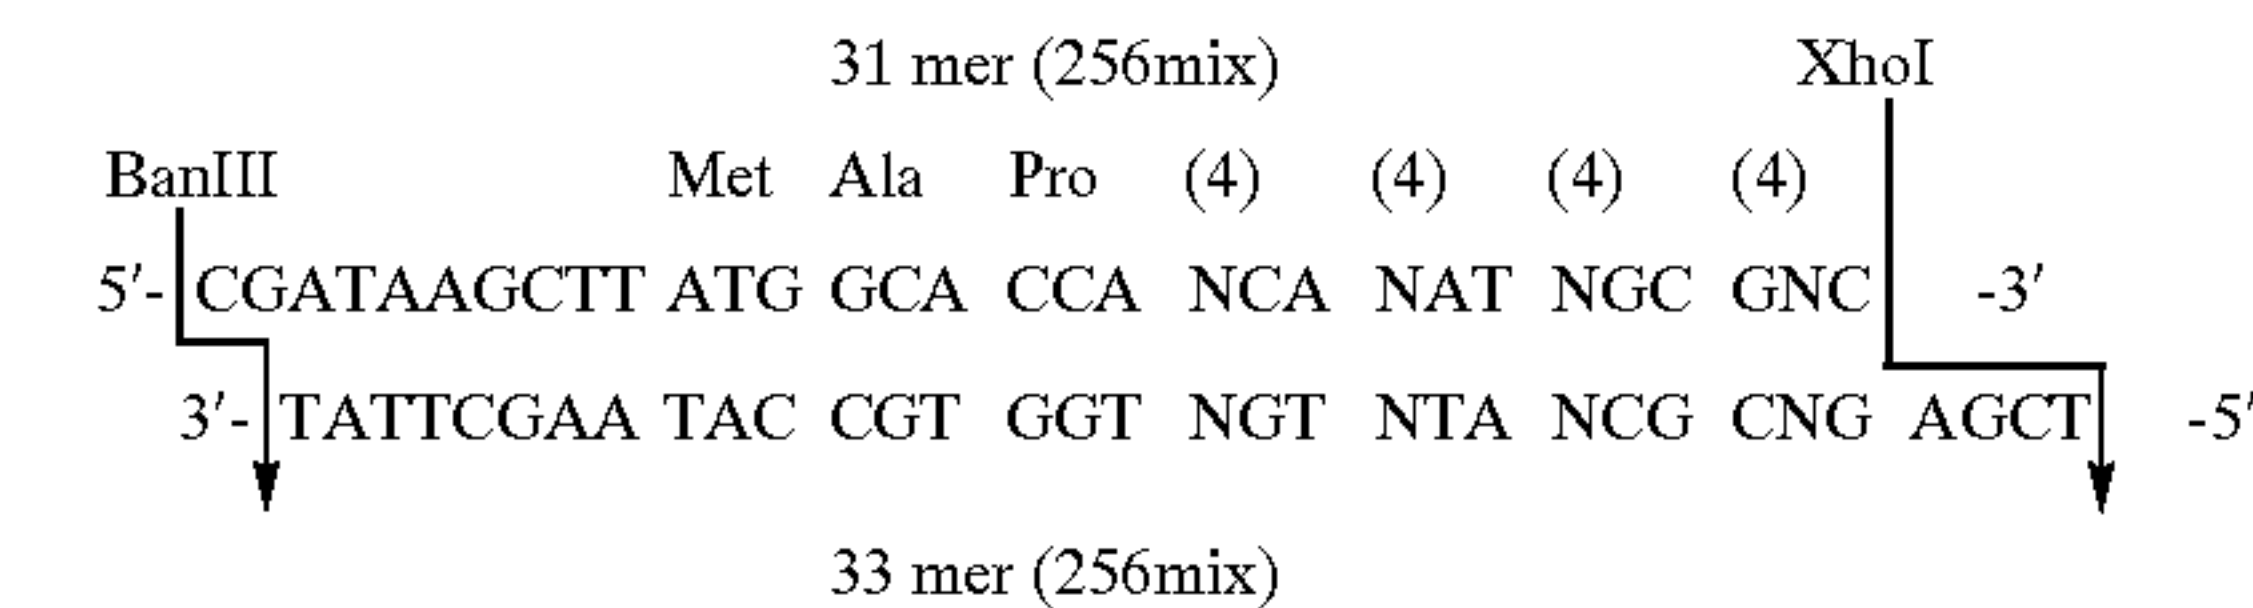 31 mer (256mix) XhoI
BanIII Met Ala Pro (4) (4) (4) (4)
5′- CGATAAGCTT ATG GCA CCA NCA NAT NGC GNC -3′
3′- TATTCGAA TAC CGT GGT NGT NTA NCG CNG AGCT -5′
33 mer (256mix)